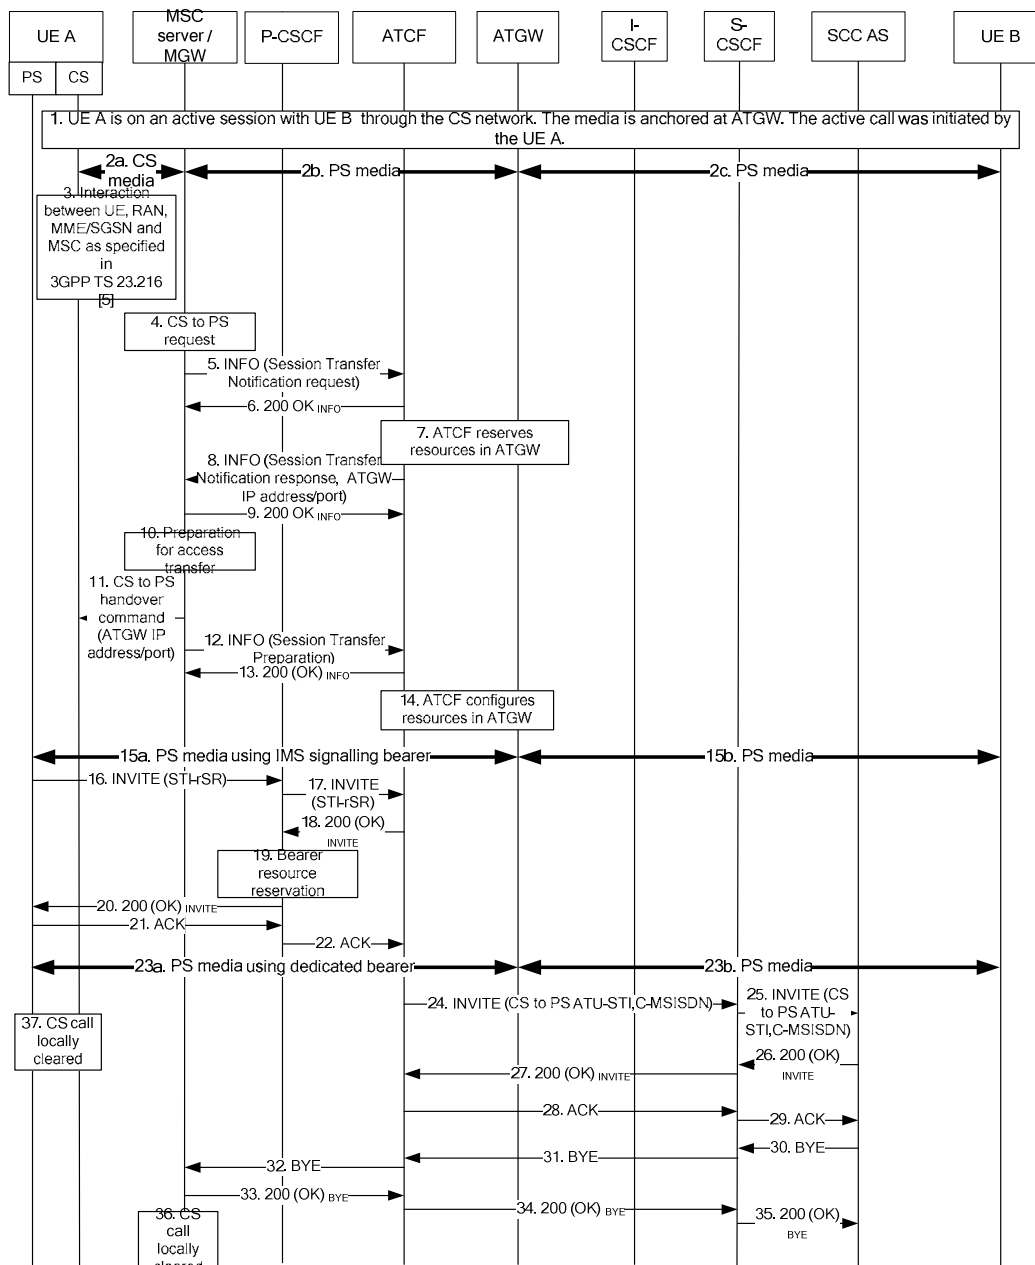 MSC
server /
MGW
UE A
P-CSCF
ATCF
ATGW
I-
CSCF
S-
CSCF
SCC AS
UE B
PS
CS
1. UE A is on an active session with UE B through the CS network. The media is anchored at ATGW. The active call was initiated by
the UE A.
2a. CS
media
2b. PS media
2c. PS media
3. Interaction
between UE, RAN,
MME/SGSN and
MSC as specified
in
3GPP TS 23.216
[5]
4. CS to PS
request
5. INFO (Session Transfer
Notification request)
6. 200 OK INFO
7. ATCF reserves
resources in ATGW
8. INFO (Session Transfer
Notification response, ATGW
IP address/port)
9. 200 OK INFO
10. Preparation
for access
transfer
11. CS to PS
handover
command
(ATGW IP
address/port)
12. INFO (Session Transfer
Preparation)
13. 200 (OK) INFO
14. ATCF configures
resources in ATGW
15a. PS media using IMS signalling bearer
15b. PS media
16. INVITE (STI-rSR)
17. INVITE
(STI-rSR)
18. 200 (OK)
INVITE
19. Bearer
resource
reservation
20. 200 (OK) INVITE
21. ACK
22. ACK
23a. PS media using dedicated bearer
23b. PS media
24. INVITE (CS to PS ATU-STI,C-MSISDN)
25. INVITE (CS
to PS ATU-
STI,C-MSISDN)
37. CS call
locally
cleared
26. 200 (OK)
INVITE
27. 200 (OK) INVITE
28. ACK
29. ACK
30. BYE
31. BYE
32. BYE
33. 200 (OK) BYE
34. 200 (OK) BYE
35. 200 (OK)
BYE
36. CS
call
locally
cleared